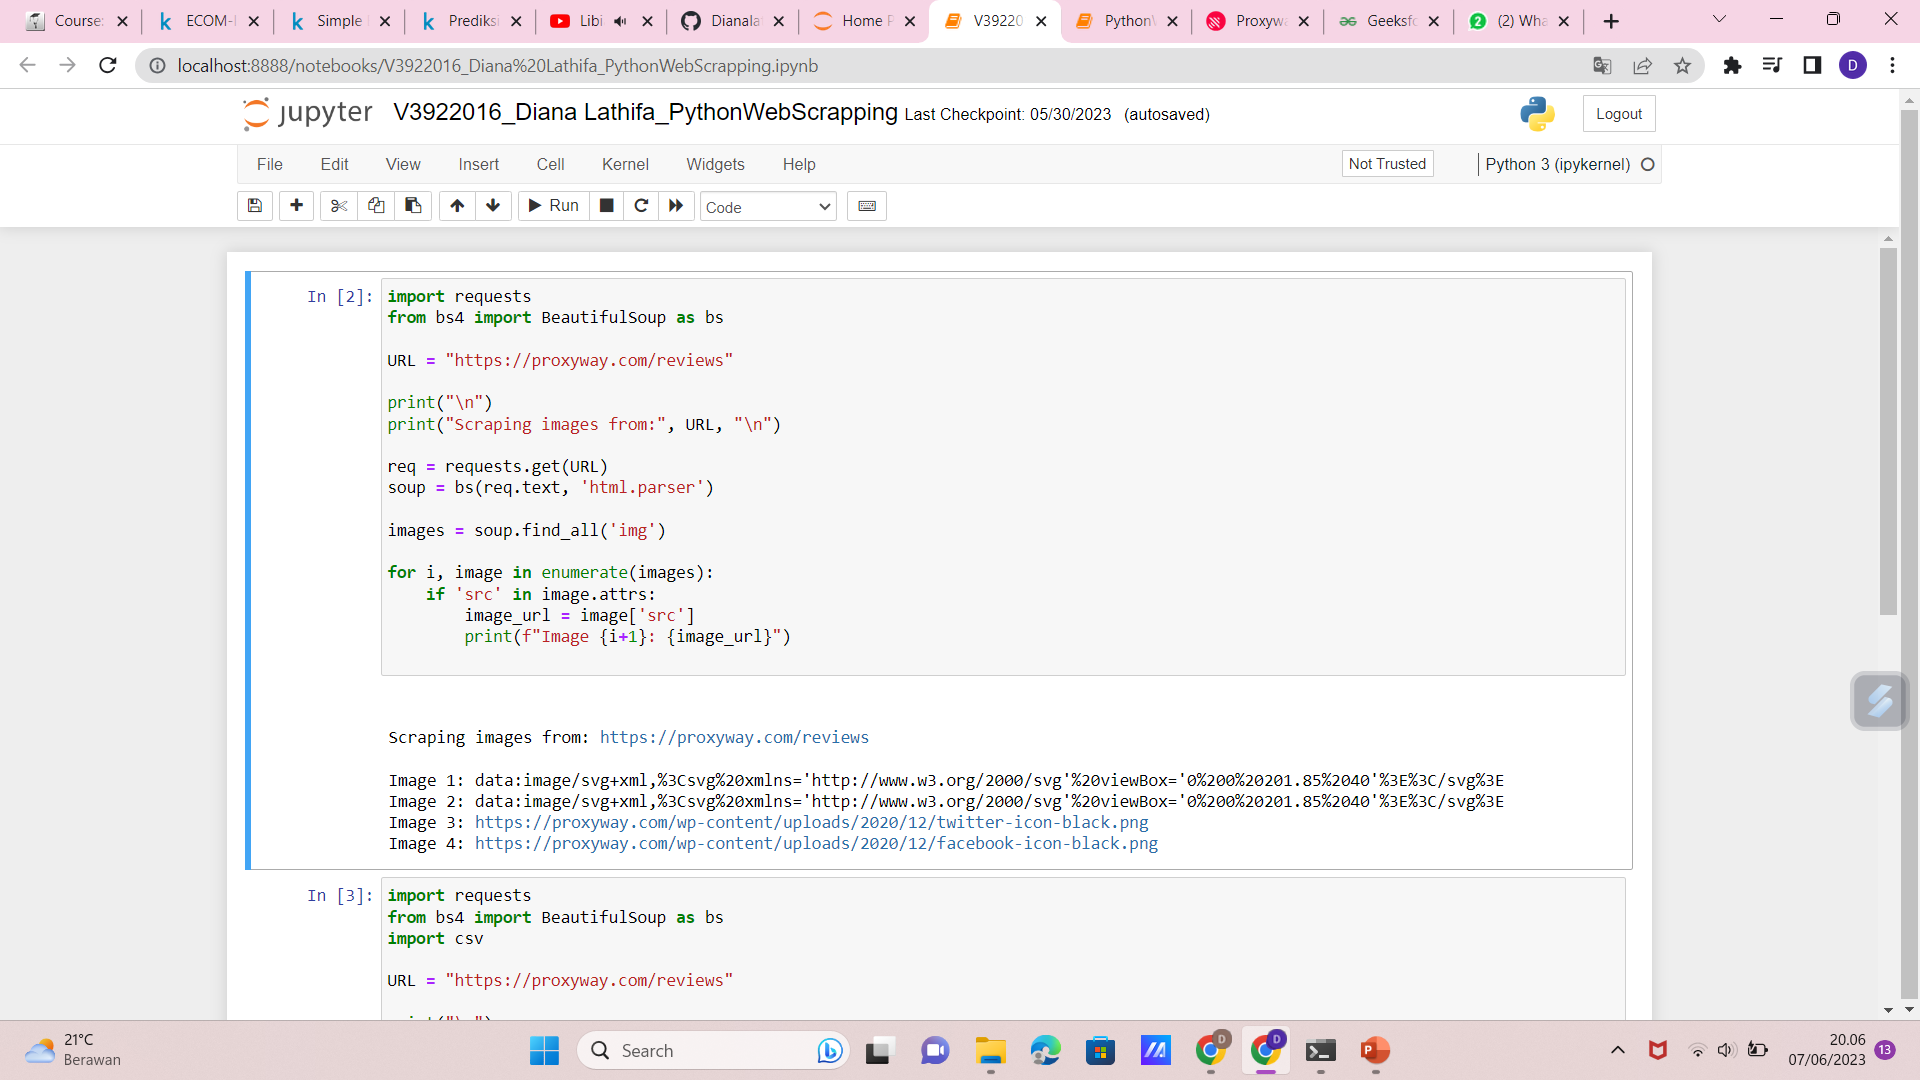 Course:
ECOM-
Simple
Prediksi
Libi
Dianalat
Home P
V39220
Python
Proxywa
Geeksfo
(2) Wha
localhost:8888/notebooks/V3922016_Diana%20Lathifa_PythonWebScrapping.ipynb
D
jupyter V3922016_Diana Lathifa_PythonWebScrapping Last Checkpoint: 05/30/2023 (autosaved)
Logout
File Edit View Insert Cell Kernel Widgets Help
Not Trusted
Python 3 (ipykernel)
Run
Code
In [2]:
import requests
from bs4 import BeautifulSoup as bs
URL = "https://proxyway.com/reviews"
print("\n")
print("Scraping images from:", URL, "\n")
req = requests.get(URL)
soup = bs(req.text, 'html.parser')
images = soup.find_all('img')
for i, image in enumerate(images):
if 'src' in image.attrs:
image_url = image['src']
print(f"Image {i+1}: {image_url}")
Scraping images from: https://proxyway.com/reviews
Image 1: data:image/svg+xml,%3Csvg%20xmlns='http://www.w3.org/2000/svg'%20viewBox='0%200%20201.85%2040'%3E%3C/svg%3E
Image 2: data:image/svg+xml,%3Csvg%20xmlns='http://www.w3.org/2000/svg'%20viewBox='0%200%20201.85%2040'%3E%3C/svg%3E
Image 3: https://proxyway.com/wp-content/uploads/2020/12/twitter-icon-black.png
Image 4: https://proxyway.com/wp-content/uploads/2020/12/facebook-icon-black.png
In [3]:
import requests
from bs4 import BeautifulSoup as bs
import csv
URL = "https://proxyway.com/reviews"
21°C
Berawan
Search
20.06
07/06/2023
13